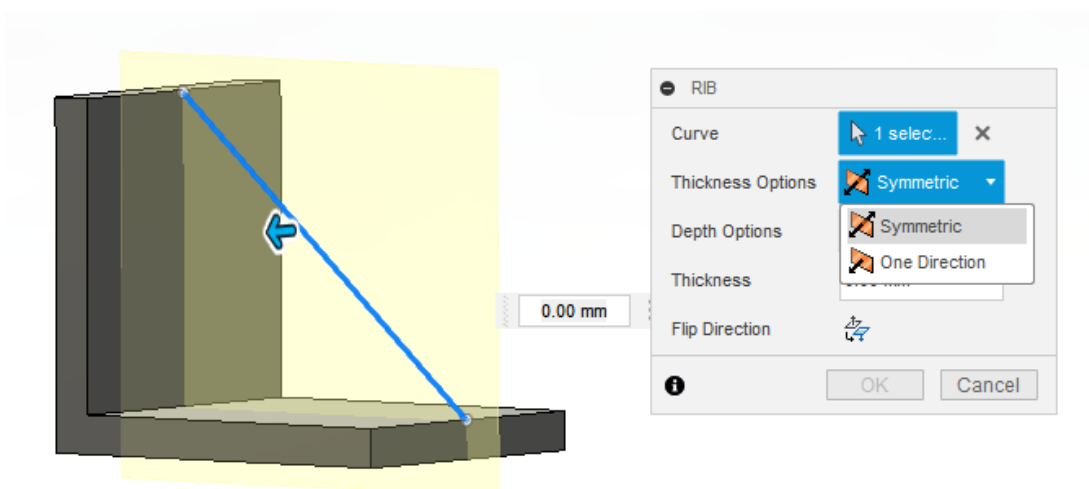 RIB
Curve
1 selec...
Thickness Options
Symmetric
Symmetric
Depth Options
One Direction
Thickness
0.00 mm
Flip Direction
OK
Cancel